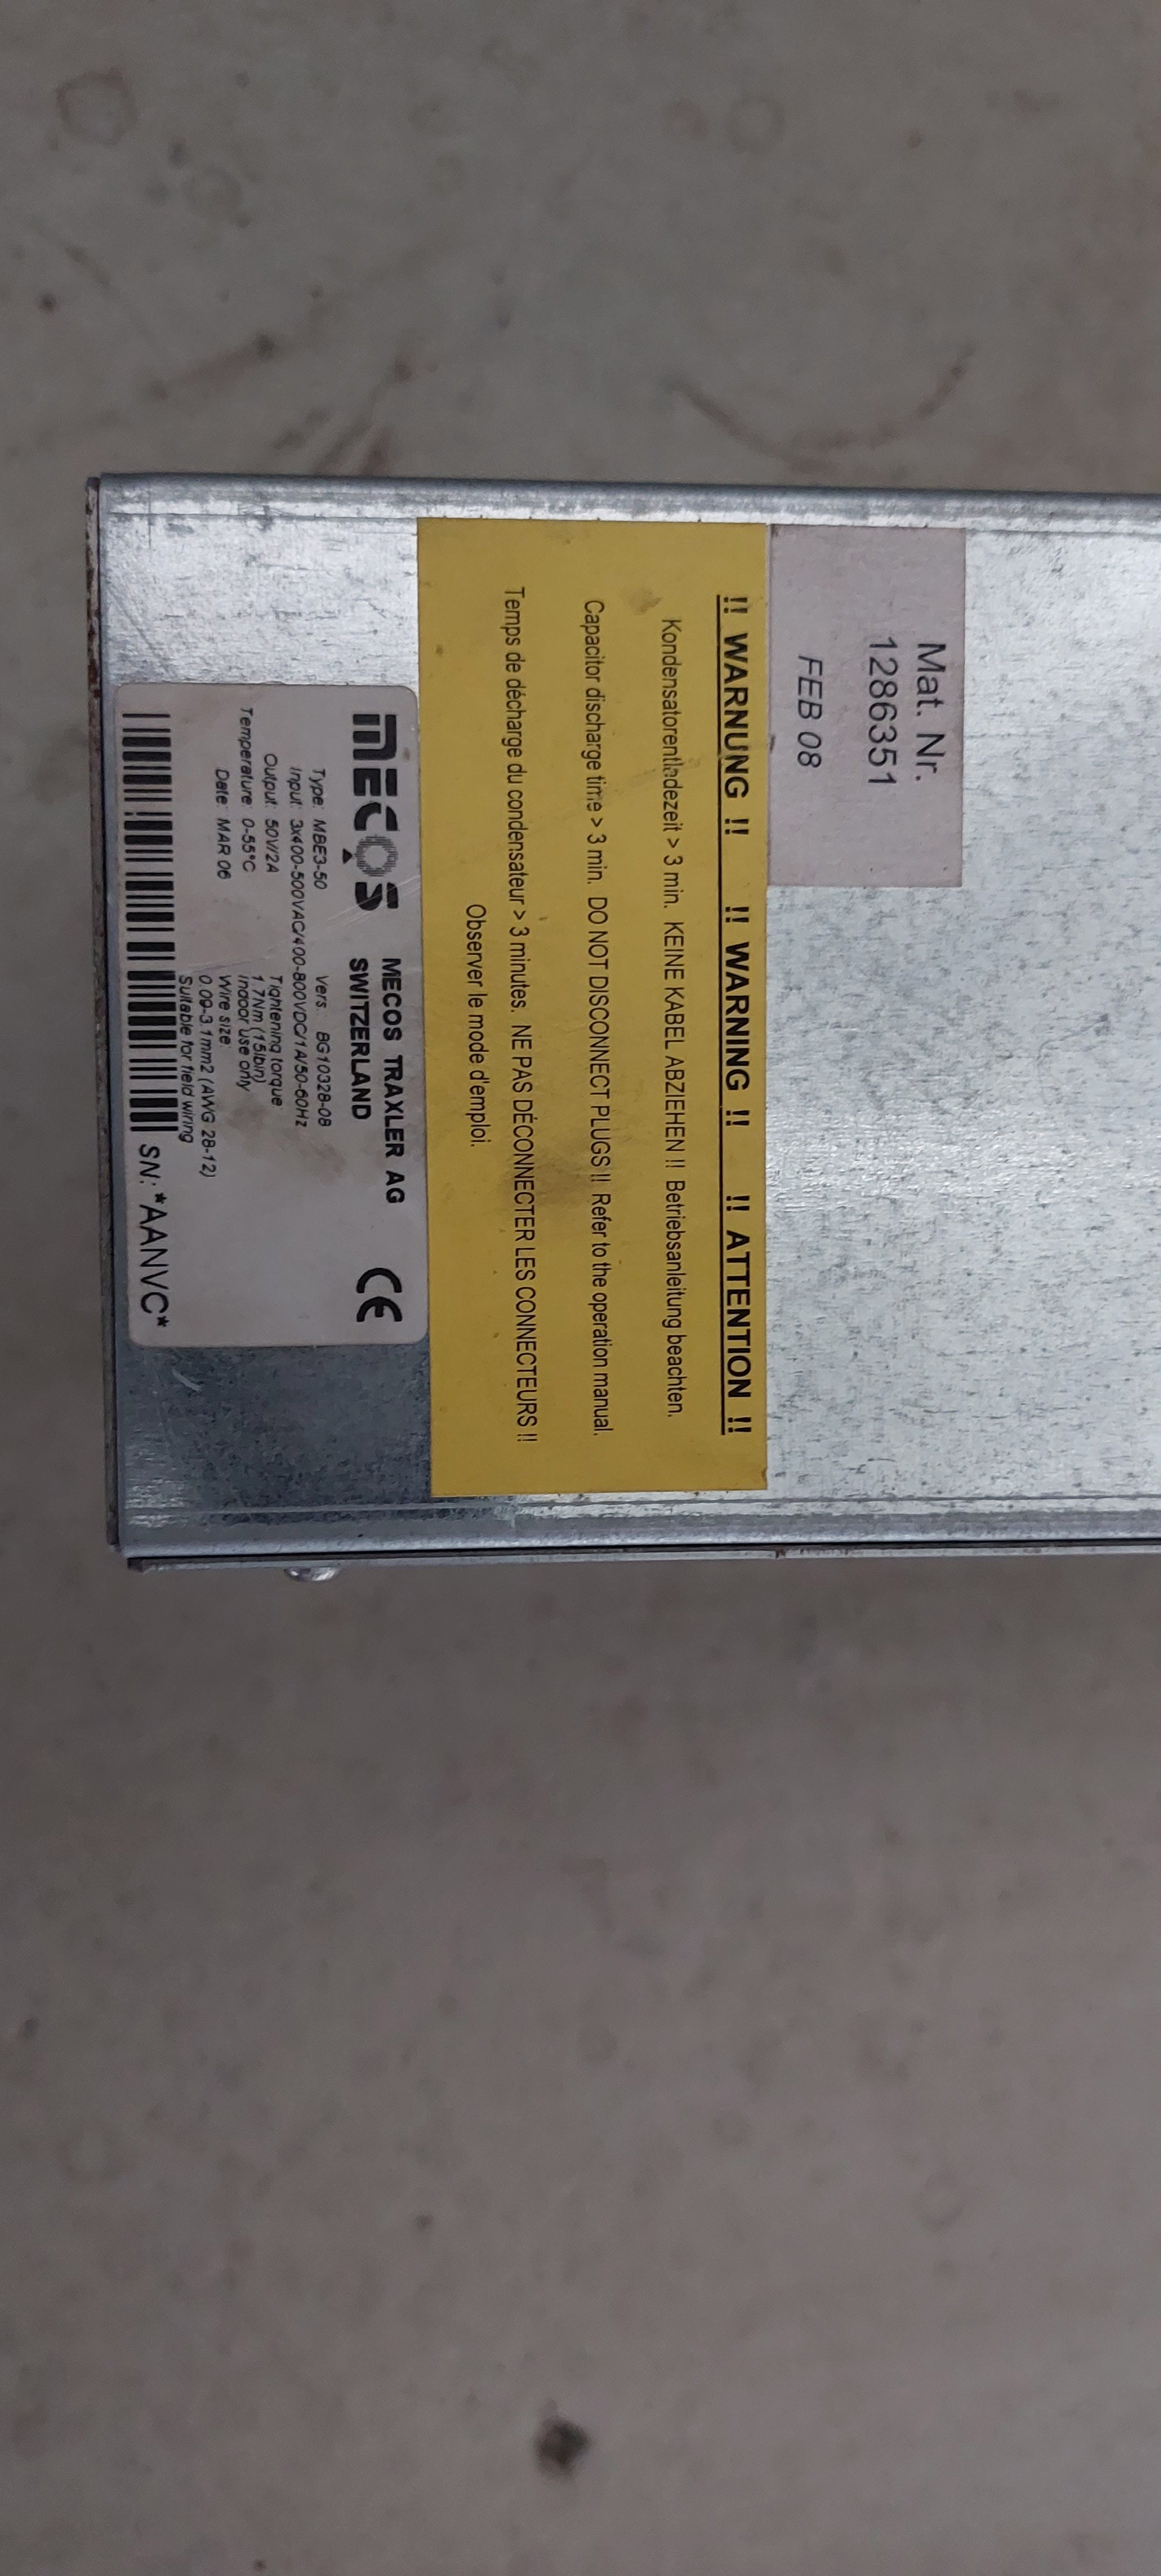 Mat. Nr.
1286351
FEB 08
!! WARNUNG !! !! WARNING !! !! ATTENTION !!
Kondensatorentladezeit > 3 min. KEINE KABEL ABZIEHEN !! Betriebsanleitung beachten.
Capacitor discharge time > 3 min. DO NOT DISCONNECT PLUGS !! Refer to the operation manual.
Temps de décharge du condensateur > 3 minutes. NE PAS DÉCONNECTER LES CONNECTEURS !!
Observer le mode d'emploi.
MECOS
MECOS TRAXLER AG
SWITZERLAND
CE
Type: MBE3-50 Vers. BG10328-08
Input: 3x400-500VAC/400-800VDC/1A/50-60Hz
Output: 50V/2A
Temperature: 0-55°C
Date: MAR 06
Tightening torque
1.7Nm (15lbin)
Indoor use only
Wire size:
0.09-3.1mm2 (AWG 28-12)
Suitable for field wiring
SN: *AANVC*